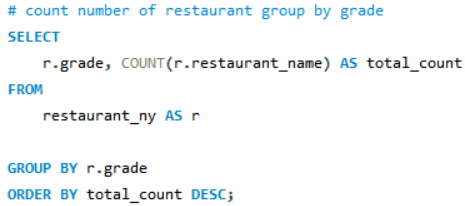 # count number of restaurant group by grade
SELECT
r.grade, COUNT(r.restaurant_name) AS total_count
FROM
restaurant_ny AS r
GROUP BY r.grade
ORDER BY total_count DESC;